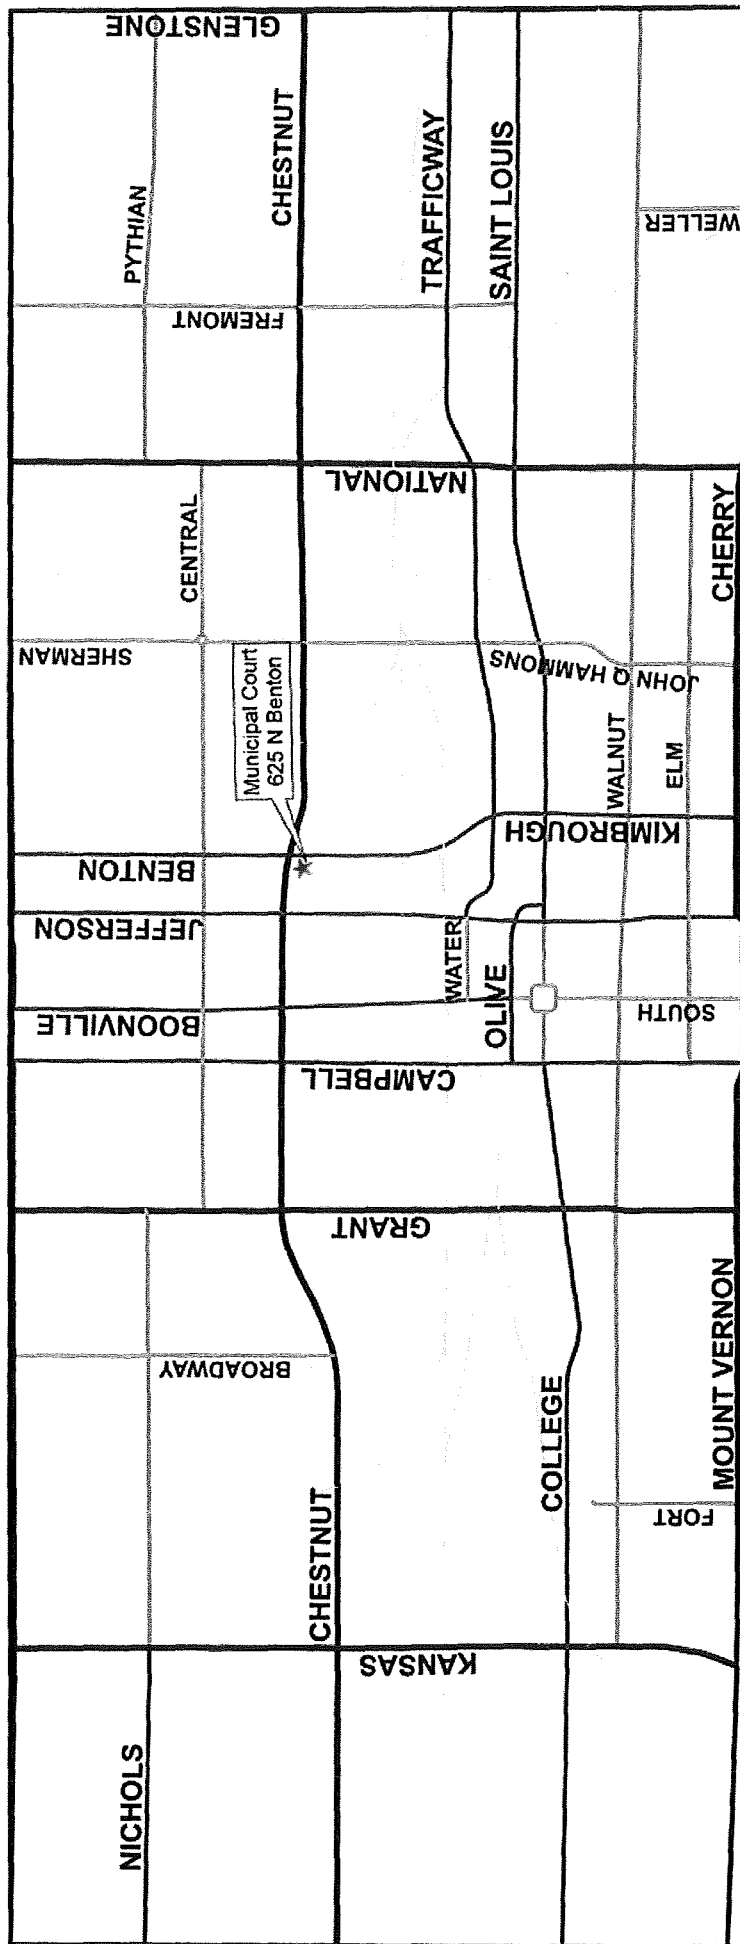 GLENSTONE
PYTHIAN
CHESTNUT
TRAFFICWAY
SAINT LOUIS
WELLER
FREMONT
NATIONAL
CENTRAL
CHERRY
SHERMAN
Municipal Court
625 N Benton
JOHN Q HAMMONS
WALNUT
ELM
BENTON
KIMBROUGH
JEFFERSON
WATER
OLIVE
BOONVILLE
SOUTH
CAMPBELL
GRANT
BROADWAY
COLLEGE
MOUNT VERNON
CHESTNUT
FORT
KANSAS
NICHOLS